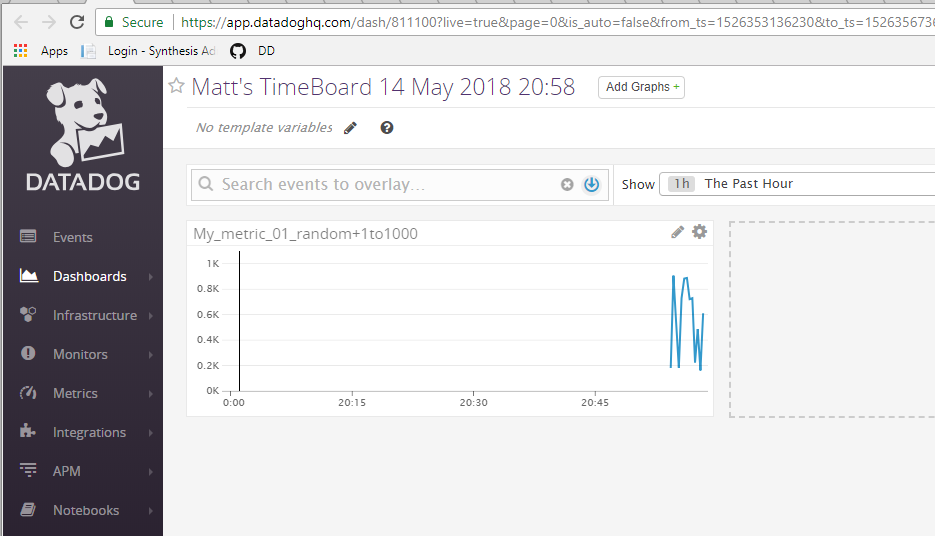 Secure https://app.datadoghq.com/dash/811100?live=true&page=0&is_auto=false&from_ts=1526353136230&to_ts=152635673
Apps Login - Synthesis Ad DD
DATADOG
Events
Dashboards
Infrastructure
Monitors
Metrics
Integrations
APM
Notebooks
Matt's TimeBoard 14 May 2018 20:58 Add Graphs +
No template variables
Search events to overlay... Show 1h The Past Hour
My_metric_01_random+1to1000
1K
0.8K
0.6K
0.4K
0.2K
0K
0:00 20:15 20:30 20:45